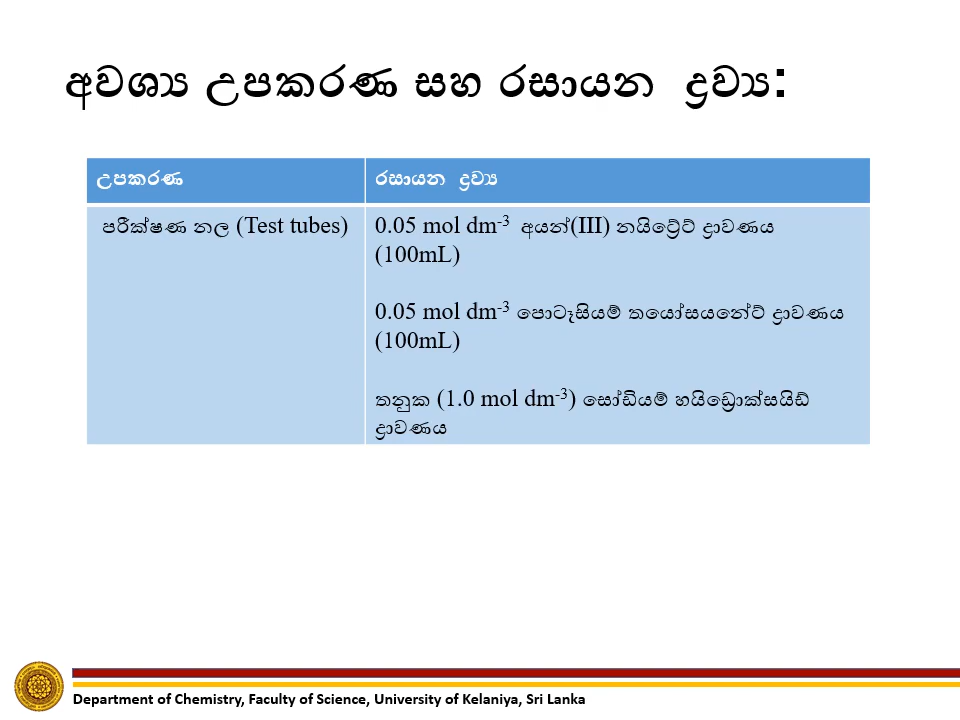 අවශ්‍ය උපකරණ සහ රසායන ද්‍රව්‍ය:
උපකරණ
රසායන ද්‍රව්‍ය
පරීක්ෂණ නල (Test tubes)
0.05 mol dm⁻³ අයන්(III) නයිට්‍රේට් ද්‍රාවණය
(100mL)
0.05 mol dm⁻³ පොටෑසියම් තයෝසයනේට් ද්‍රාවණය
(100mL)
තනුක (1.0 mol dm⁻³) සෝඩියම් හයිඩ්‍රොක්සයිඩ්
ද්‍රාවණය
Department of Chemistry, Faculty of Science, University of Kelaniya, Sri Lanka